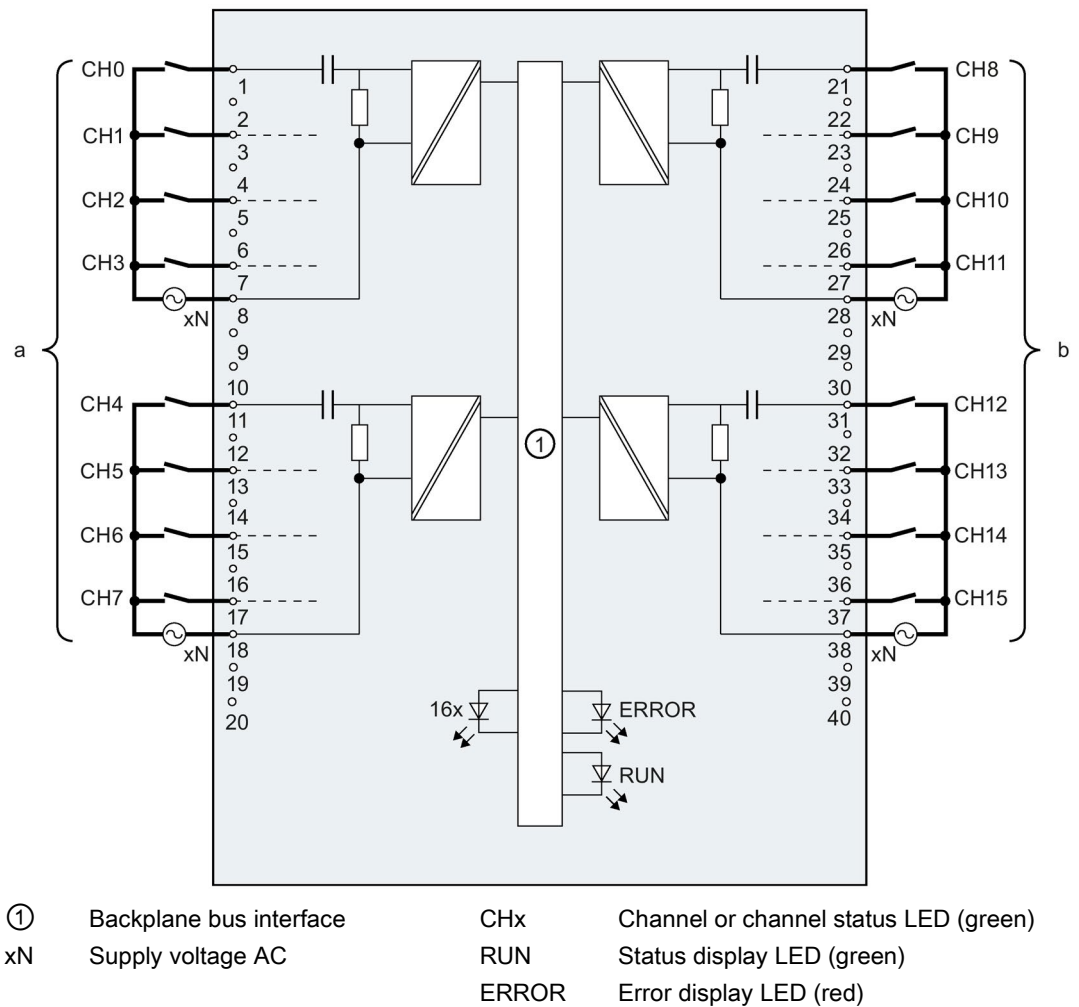 CH0
CH1
CH2
CH3
xN
a
CH4
CH5
CH6
CH7
xN
1
2
3
4
5
6
7
8
9
10
11
12
13
14
15
16
17
18
19
20
①
16x
ERROR
RUN
21
22
23
24
25
26
27
28
29
30
31
32
33
34
35
36
37
38
39
40
CH8
CH9
CH10
CH11
xN
b
CH12
CH13
CH14
CH15
xN
① Backplane bus interface CHx Channel or channel status LED (green)
xN Supply voltage AC RUN Status display LED (green)
ERROR Error display LED (red)